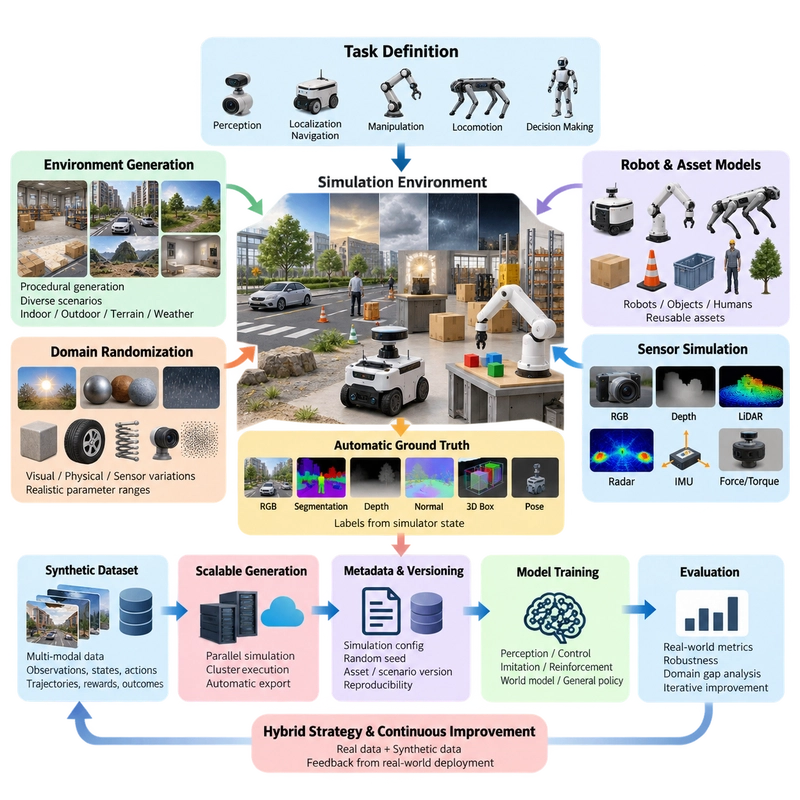 Task Definition
Perception
Localization
Navigation
Manipulation
Locomotion
Decision Making
Environment Generation
Procedural generation
Diverse scenarios
Indoor / Outdoor / Terrain / Weather
Simulation Environment
Robot & Asset Models
Robots / Objects / Humans
Reusable assets
Domain Randomization
Visual / Physical / Sensor variations
Realistic parameter ranges
Sensor Simulation
RGB
Depth
LiDAR
Radar
IMU
Force/Torque
Automatic Ground Truth
RGB
Segmentation
Depth
Normal
3D Box
Pose
Labels from simulator state
Synthetic Dataset
Multi-modal data
Observations, states, actions
Trajectories, rewards, outcomes
Scalable Generation
Parallel simulation
Cluster execution
Automatic export
Metadata & Versioning
Simulation config
Random seed
Asset / scenario version
Reproducibility
Model Training
Perception / Control
Imitation / Reinforcement
World model / General policy
Evaluation
Real-world metrics
Robustness
Domain gap analysis
Iterative improvement
Hybrid Strategy & Continuous Improvement
Real data + Synthetic data
Feedback from real-world deployment